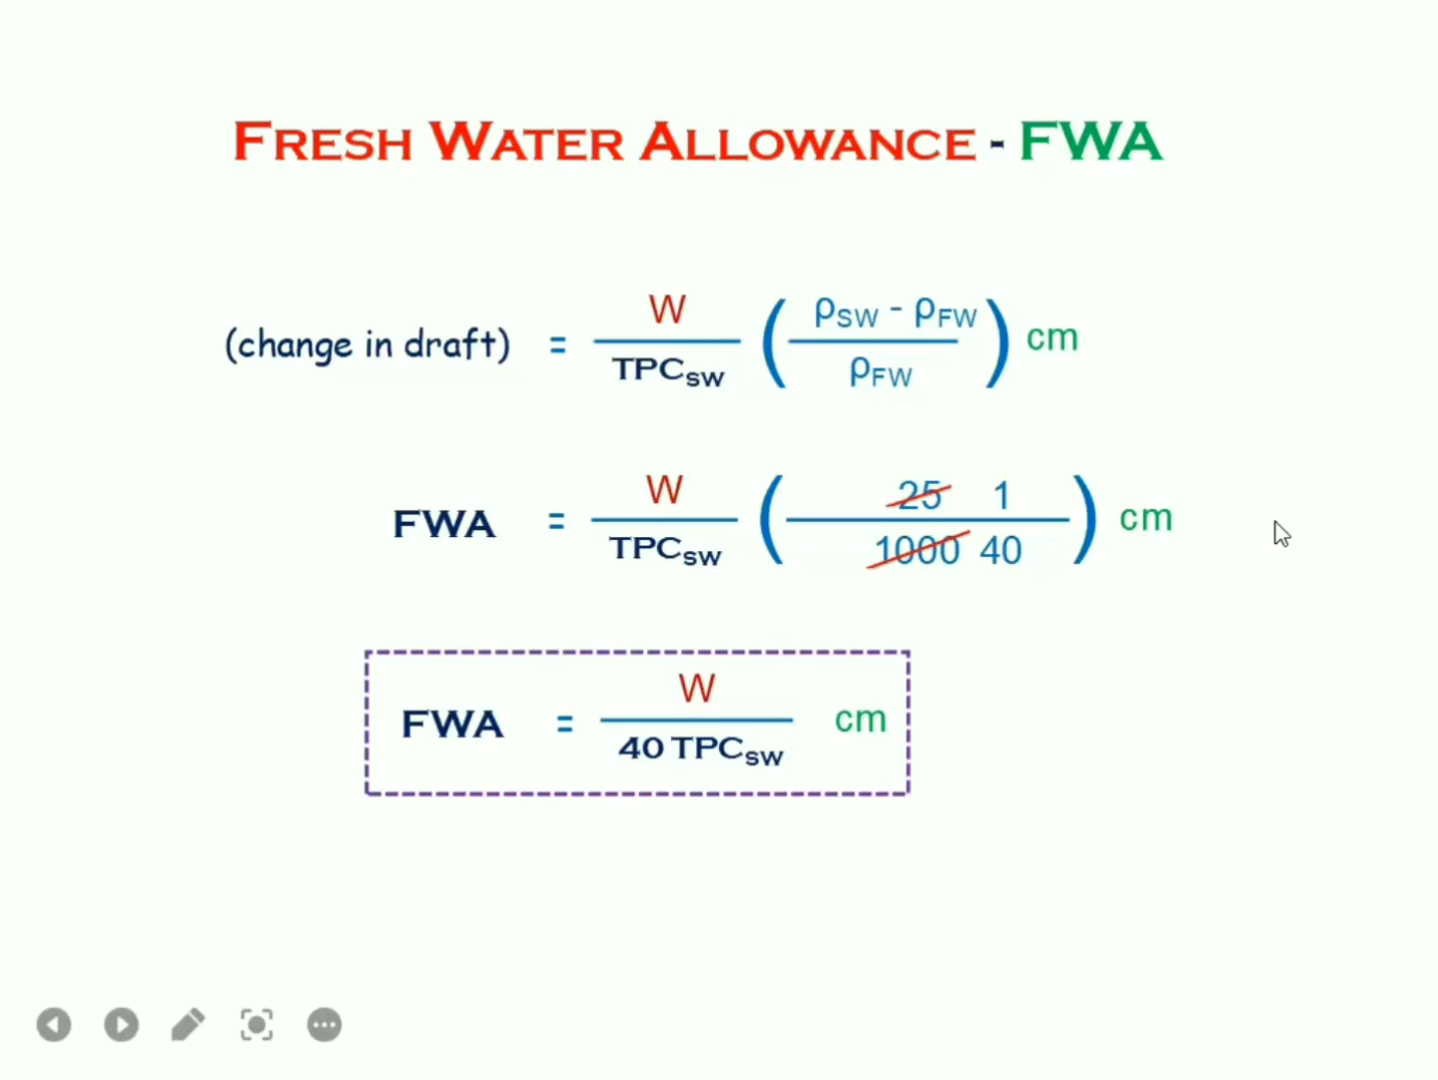 FRESH WATER ALLOWANCE - FWA
(change in draft) = W / TPCSW ( ρSW - ρFW / ρFW ) cm
FWA = W / TPCSW ( 25 1 / 1000 40 ) cm
FWA = W / 40 TPCSW cm